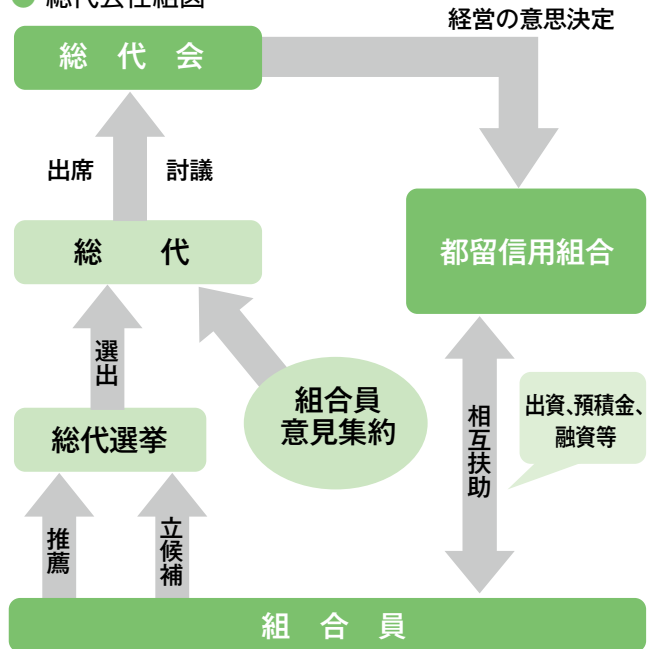 ● 総代会仕組図
経営の意思決定
総代会
出席
討議
総代
都留信用組合
選出
組合員
意見集約
相互扶助
出資、預積金、
融資等
総代選挙
推薦
立候補
組合員